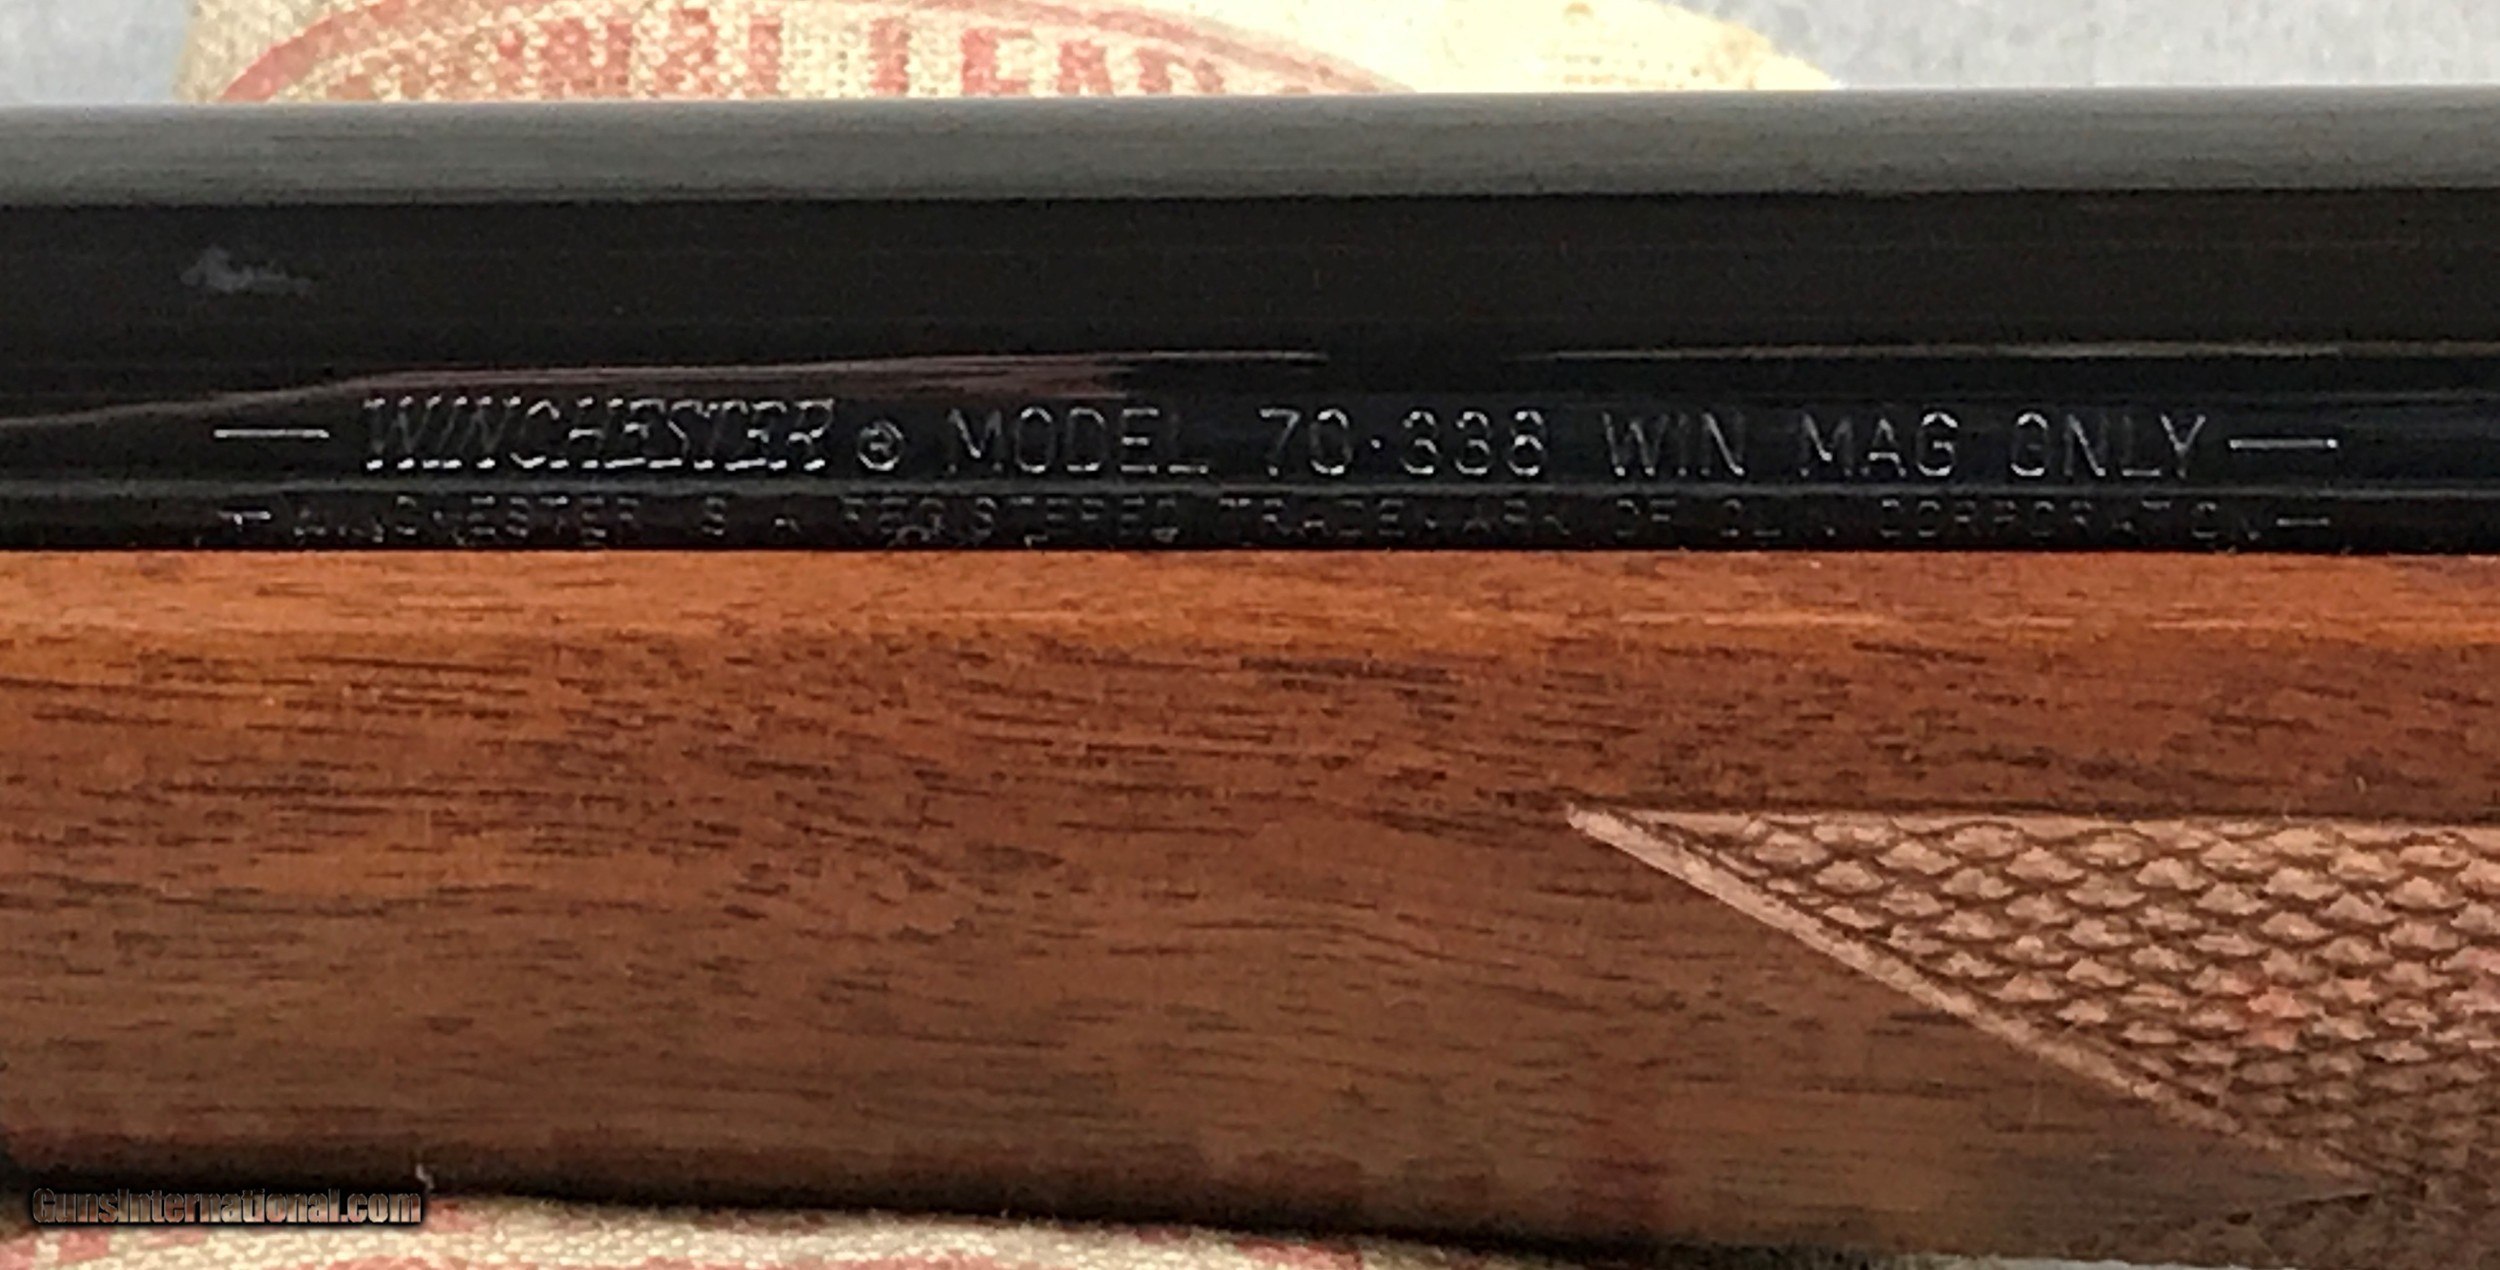 — WINCHESTER ® MODEL 70·338 WIN MAG ONLY —
— WINCHESTER IS A REGISTERED TRADEMARK OF OLIN CORPORATION —
GunsInternational.com